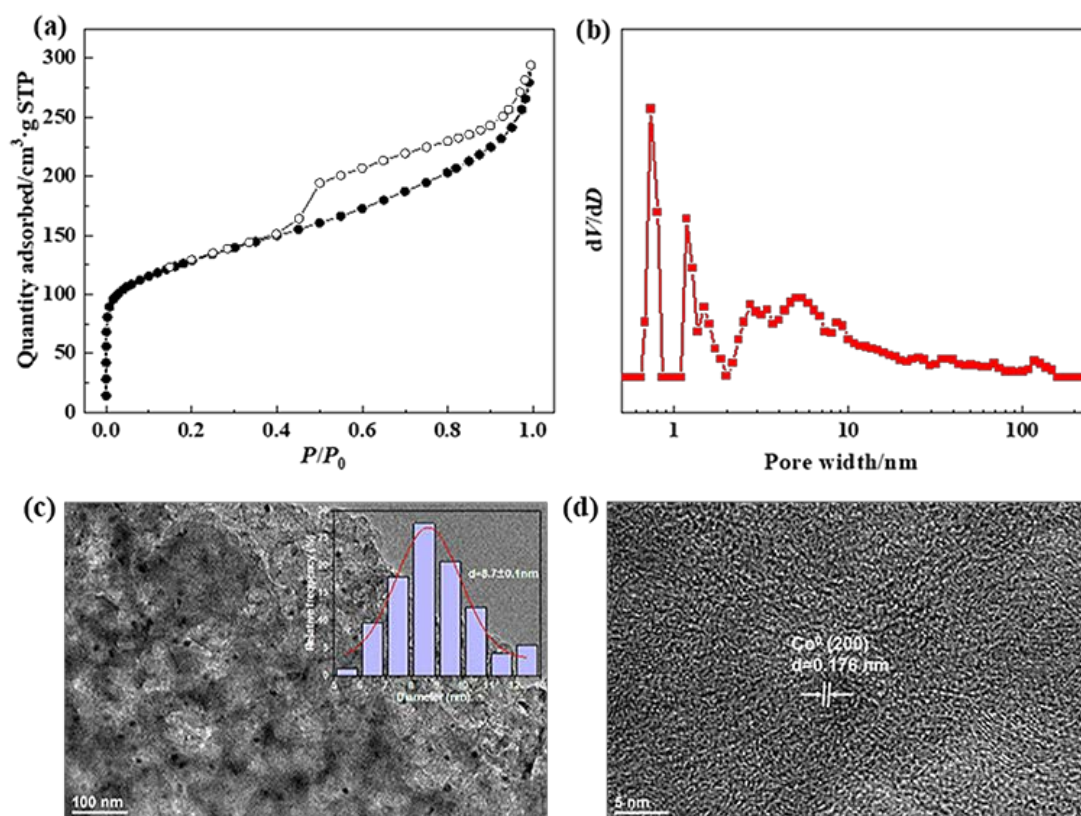 (a)
Quantity adsorbed/cm³·g STP
300
250
200
150
100
50
0
0.0 0.2 0.4 0.6 0.8 1.0
P/P₀
(b)
dV/dD
1 10 100
Pore width/nm
(c)
Relative frequency (%)
d=8.7±0.1nm
Diameter (nm)
100 nm
(d)
Co⁰ (200)
d=0.176 nm
5 nm